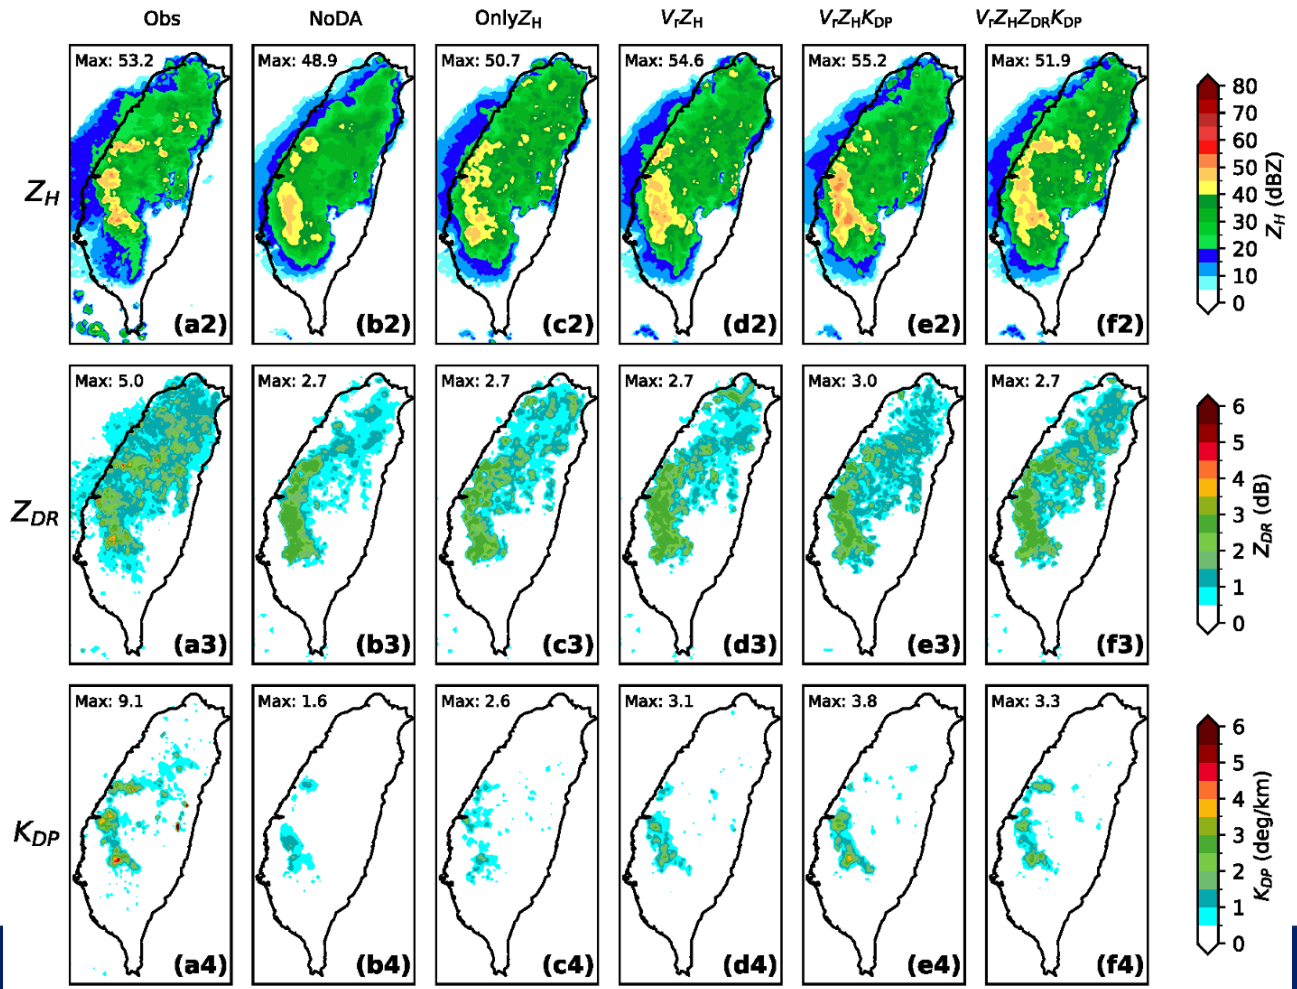 Obs NoDA OnlyZH VrZH VrZHKDP VrZHZDRKDP
Max: 53.2 Max: 48.9 Max: 50.7 Max: 54.6 Max: 55.2 Max: 51.9
ZH
(a2) (b2) (c2) (d2) (e2) (f2)
80
70
60
50
40
30
20
10
0
ZH (dBZ)
Max: 5.0 Max: 2.7 Max: 2.7 Max: 2.7 Max: 3.0 Max: 2.7
ZDR
(a3) (b3) (c3) (d3) (e3) (f3)
6
5
4
3
2
1
0
ZDR (dB)
Max: 9.1 Max: 1.6 Max: 2.6 Max: 3.1 Max: 3.8 Max: 3.3
KDP
(a4) (b4) (c4) (d4) (e4) (f4)
6
5
4
3
2
1
0
KDP (deg/km)